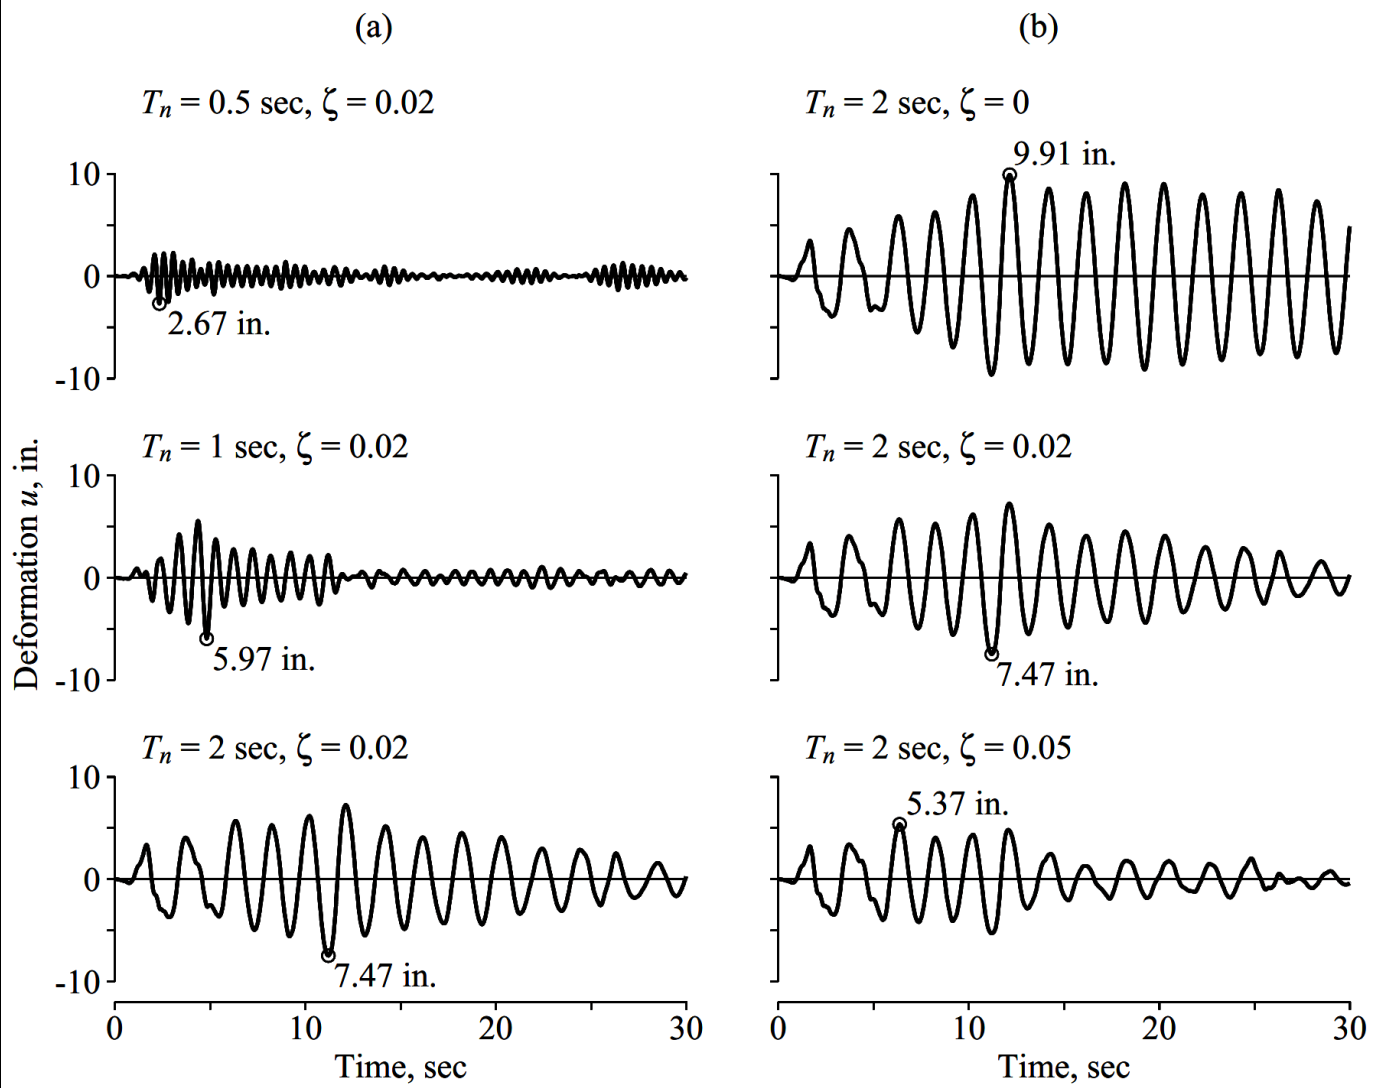 (a)
(b)
Tn = 0.5 sec, ζ = 0.02
Tn = 2 sec, ζ = 0
9.91 in.
10
0
2.67 in.
-10
Tn = 1 sec, ζ = 0.02
Tn = 2 sec, ζ = 0.02
Deformation u, in.
10
0
5.97 in.
7.47 in.
-10
Tn = 2 sec, ζ = 0.02
Tn = 2 sec, ζ = 0.05
10
5.37 in.
0
7.47 in.
-10
0 10 20 30
0 10 20 30
Time, sec
Time, sec